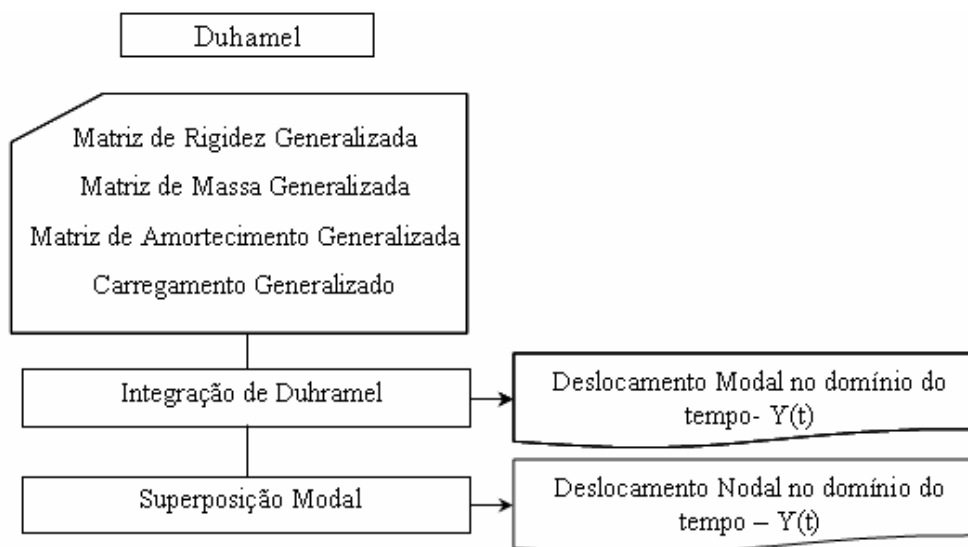 Duhamel
Matriz de Rigidez Generalizada
Matriz de Massa Generalizada
Matriz de Amortecimento Generalizada
Carregamento Generalizado
Integração de Duhramel
Deslocamento Modal no domínio do
tempo- Y(t)
Superposição Modal
Deslocamento Nodal no domínio do
tempo – Y(t)